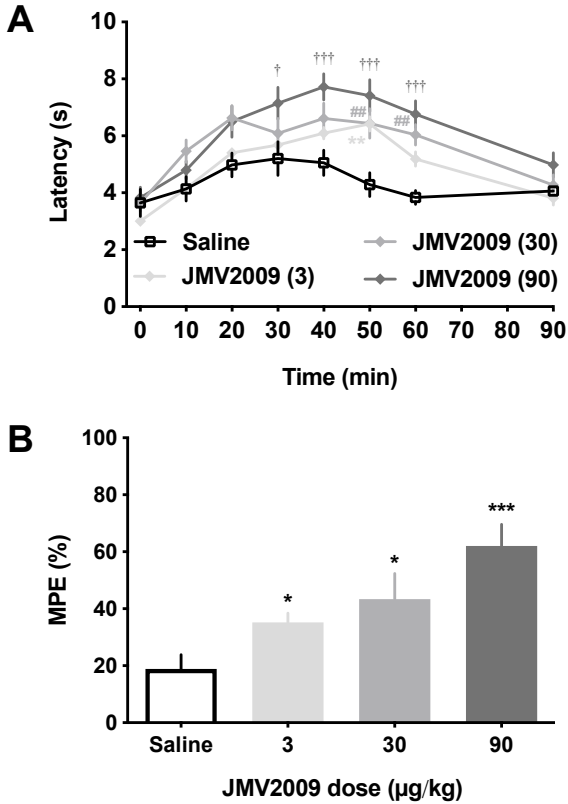 A
10
8
6
4
2
0
Latency (s)
†
†††
†††
†††
##
##
**
Saline
JMV2009 (30)
JMV2009 (3)
JMV2009 (90)
0 10 20 30 40 50 60 70 80 90
Time (min)
B
100
80
60
40
20
0
MPE (%)
*
*
***
Saline 3 30 90
JMV2009 dose (µg/kg)